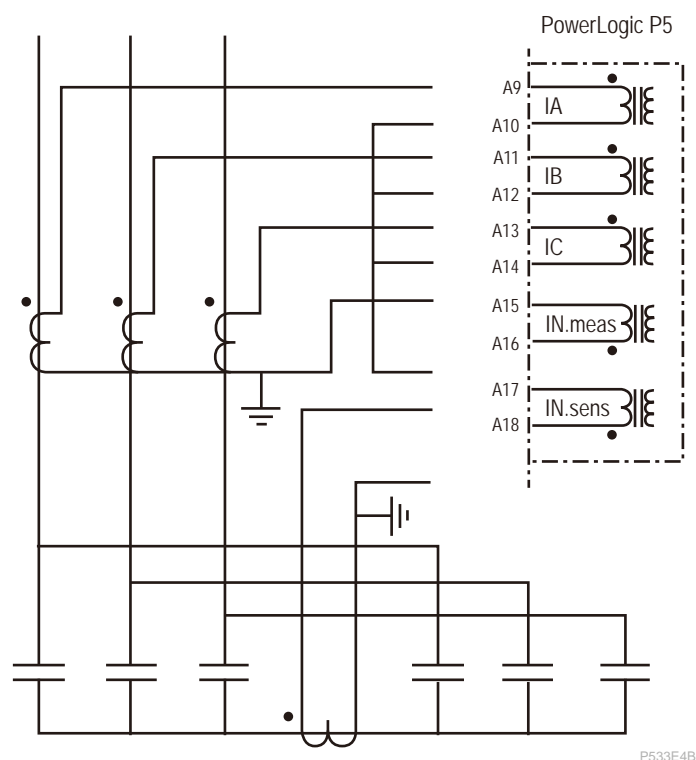 PowerLogic P5
A9
IA
A10
A11
IB
A12
A13
IC
A14
A15
IN.meas
A16
A17
IN.sens
A18
P533E4B